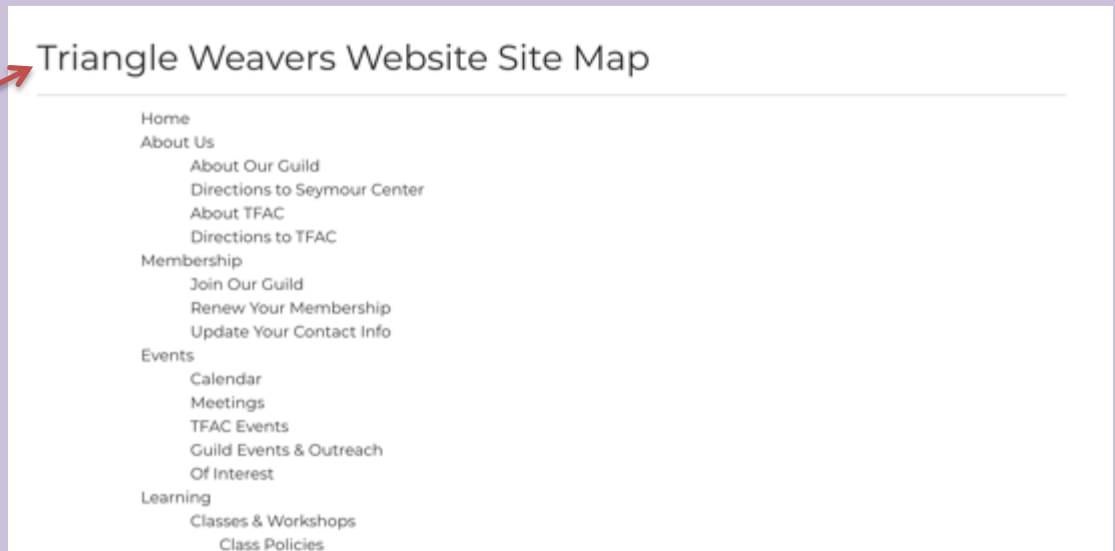 Triangle Weavers Website Site Map
Home
About Us
About Our Guild
Directions to Seymour Center
About TFAC
Directions to TFAC
Membership
Join Our Guild
Renew Your Membership
Update Your Contact Info
Events
Calendar
Meetings
TFAC Events
Guild Events & Outreach
Of Interest
Learning
Classes & Workshops
Class Policies